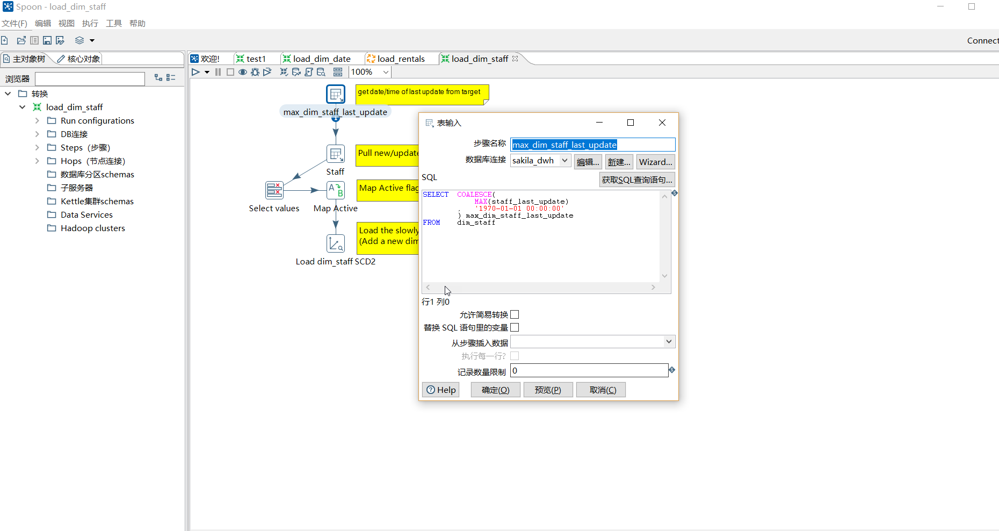 Spoon - load_dim_staff
文件(F) 编辑 视图 执行 工具 帮助
Connect
主对象树 核心对象
欢迎! test1 load_dim_date load_rentals load_dim_staff
100%
浏览器
转换
load_dim_staff
Run configurations
DB连接
Steps（步骤）
Hops（节点连接）
数据库分区schemas
子服务器
Kettle集群schemas
Data Services
Hadoop clusters
get date/time of last update from target
max_dim_staff_last_update
Pull new/update
Staff
Map Active flag
Select values
Map Active
Load the slowly
(Add a new dim
Load dim_staff SCD2
表输入
步骤名称 max_dim_staff_last_update
数据库连接 sakila_dwh 编辑... 新建... Wizard...
SQL 获取SQL查询语句...
SELECT COALESCE(
MAX(staff_last_update)
, '1970-01-01 00:00:00'
) max_dim_staff_last_update
FROM dim_staff
行1 列0
允许简易转换
替换 SQL 语句里的变量
从步骤插入数据
执行每一行?
记录数量限制 0
Help 确定(O) 预览(P) 取消(C)